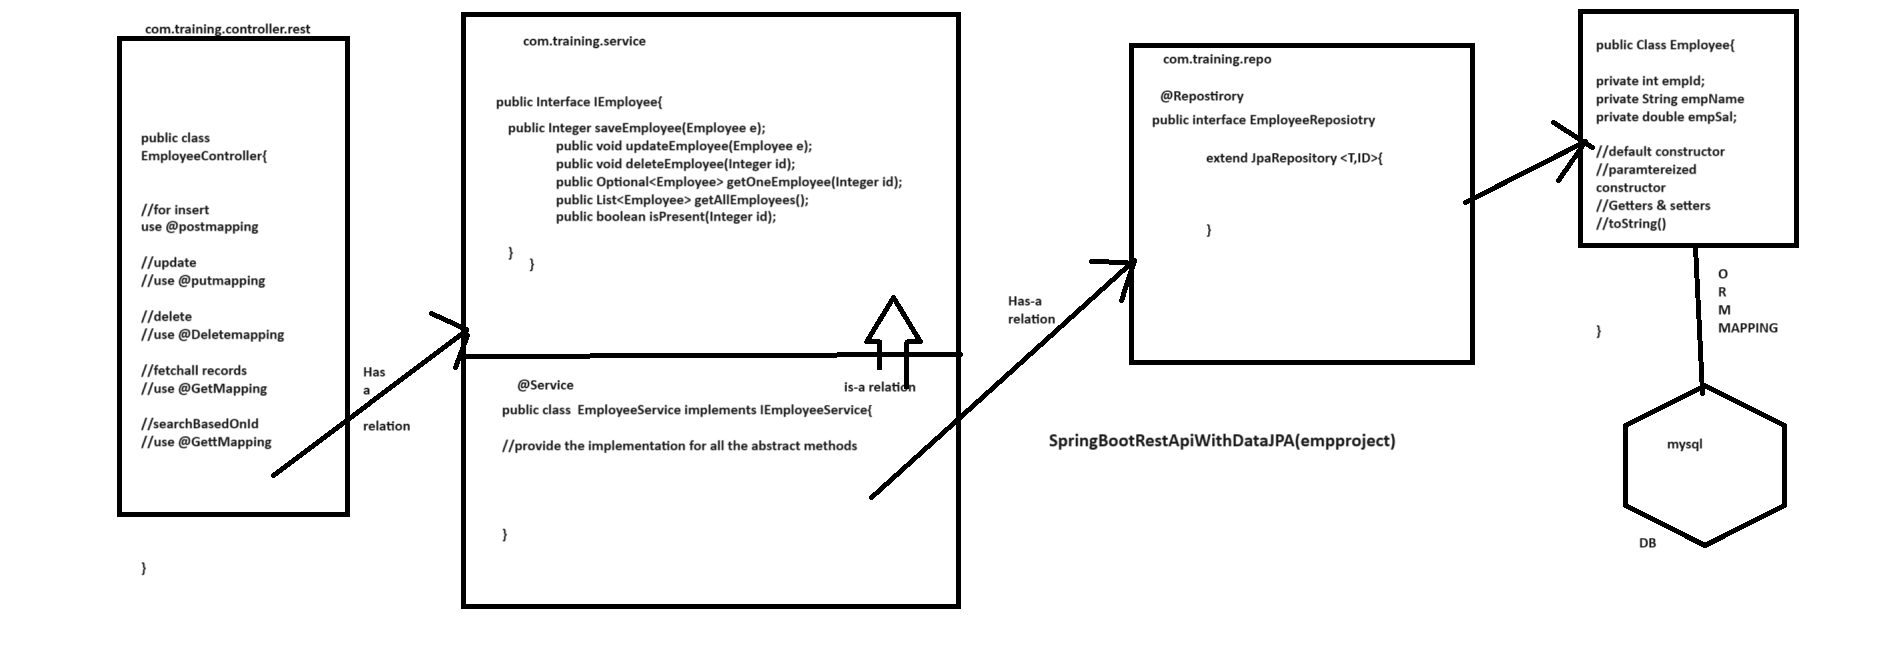 com.training.controller.rest
public class
EmployeeController{
//for insert
use @postmapping
//update
//use @putmapping
//delete
//use @Deletemapping
//fetchall records
//use @GetMapping
//searchBasedOnId
//use @GettMapping
}
Has
a
relation
com.training.service
public Interface IEmployee{
public Integer saveEmployee(Employee e);
public void updateEmployee(Employee e);
public void deleteEmployee(Integer id);
public Optional<Employee> getOneEmployee(Integer id);
public List<Employee> getAllEmployees();
public boolean isPresent(Integer id);
}
}
@Service
is-a relation
public class  EmployeeService implements IEmployeeService{
//provide the implementation for all the abstract methods
}
Has-a
relation
com.training.repo
@Repostirory
public interface EmployeeReposiotry
extend JpaRepository <T,ID>{
}
SpringBootRestApiWithDataJPA(empproject)
public Class Employee{
private int empId;
private String empName
private double empSal;
//default constructor
//paramtereized
constructor
//Getters & setters
//toString()
}
O
R
M
MAPPING
mysql
DB